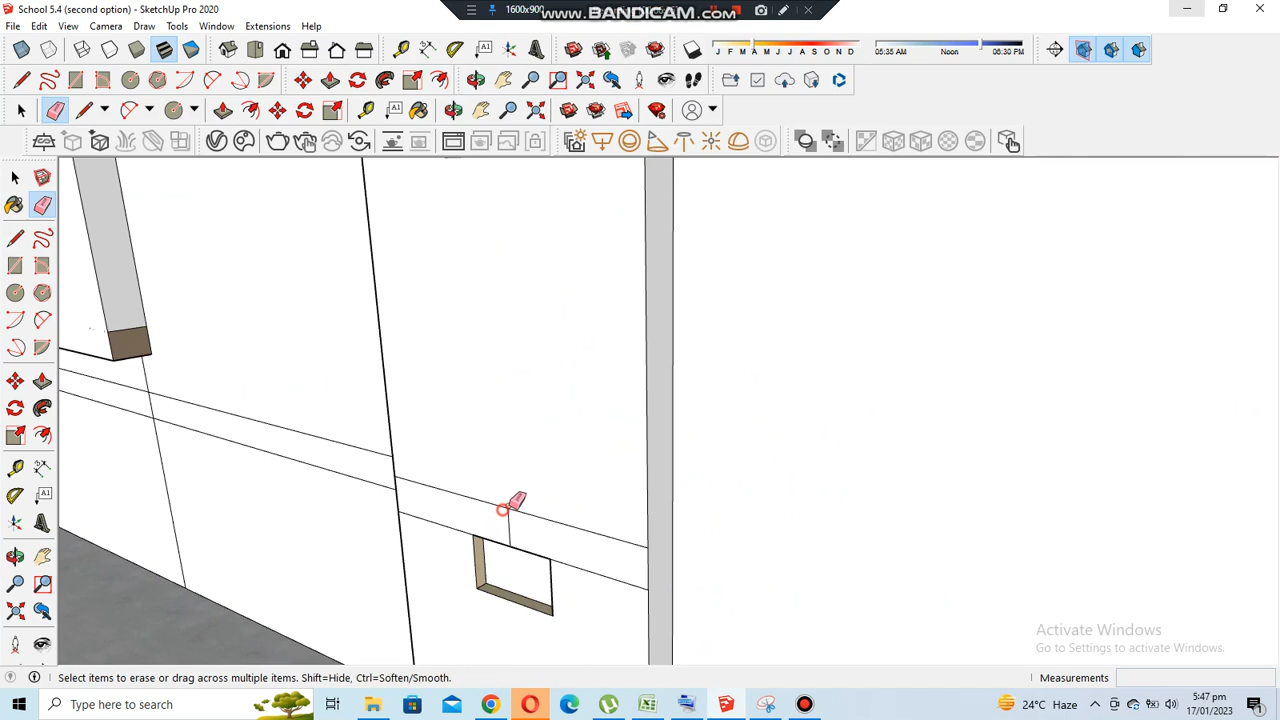 School 5.4 (second option) - SketchUp Pro 2020
1600x900
WWW.BANDICAM.COM
File Edit View Camera Draw Tools Window Extensions Help
J F M A M J J A S O N D
05:35 AM Noon 06:30 PM
A1
A1
A1
Activate Windows
Go to Settings to activate Windows.
Select items to erase or drag across multiple items. Shift=Hide, Ctrl=Soften/Smooth.
Measurements
Type here to search
24°C Haze
5:47 pm
17/01/2023